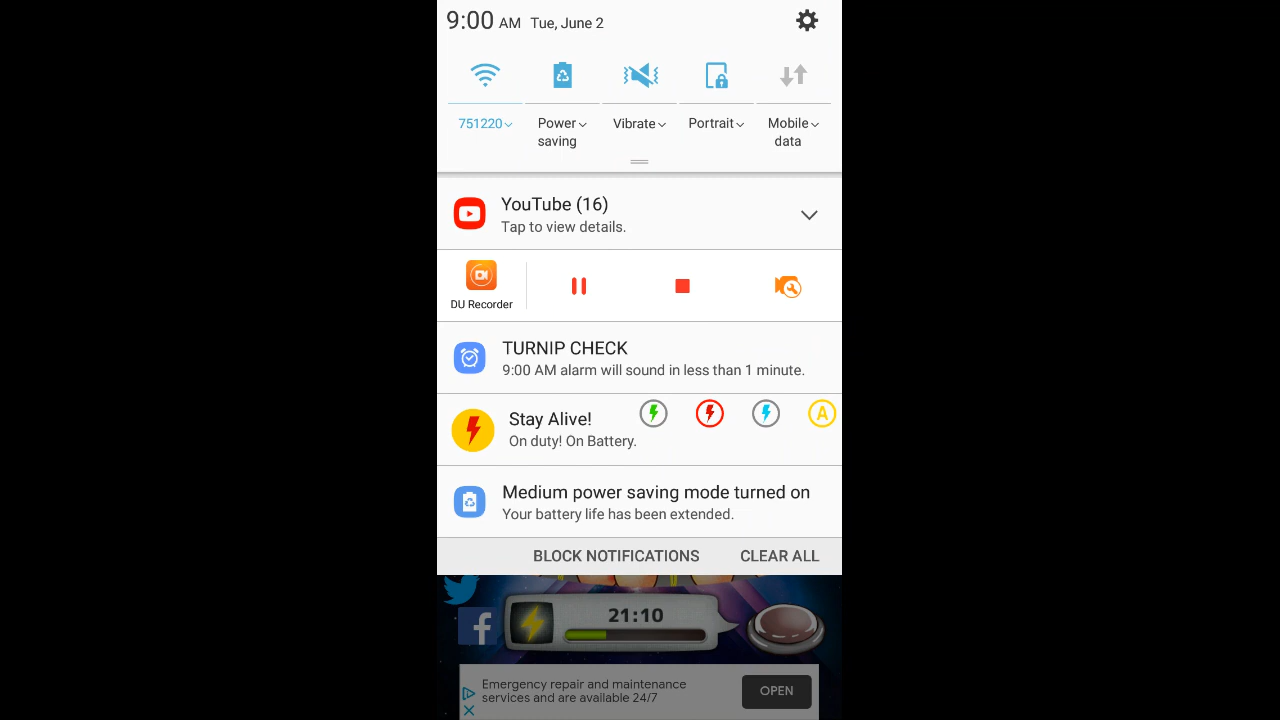 9:00 AM Tue, June 2
751220
Power saving
Vibrate
Portrait
Mobile data
YouTube (16)
Tap to view details.
DU Recorder
TURNIP CHECK
9:00 AM alarm will sound in less than 1 minute.
Stay Alive!
A
On duty! On Battery.
Medium power saving mode turned on
Your battery life has been extended.
BLOCK NOTIFICATIONS CLEAR ALL
21:10
f
Emergency repair and maintenance
services and are available 24/7
OPEN